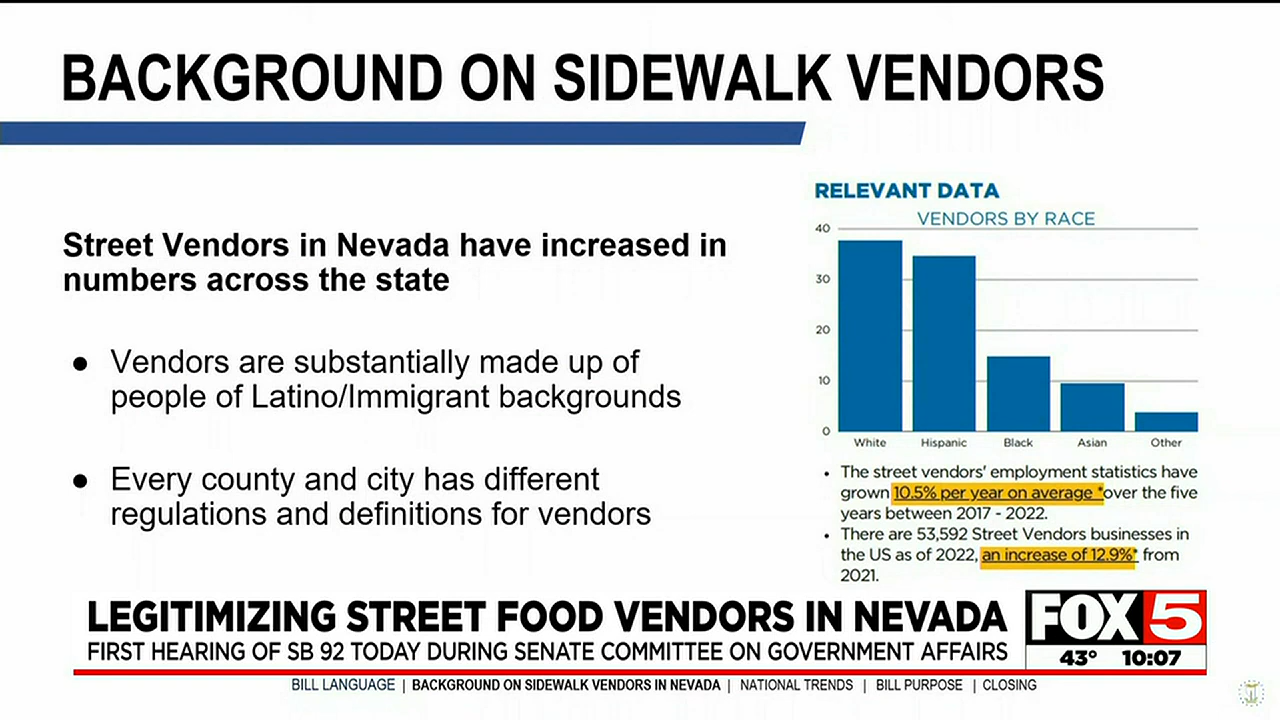 BACKGROUND ON SIDEWALK VENDORS
Street Vendors in Nevada have increased in
numbers across the state
● Vendors are substantially made up of
people of Latino/Immigrant backgrounds
● Every county and city has different
regulations and definitions for vendors
RELEVANT DATA
VENDORS BY RACE
40
30
20
10
0
White Hispanic Black Asian Other
• The street vendors' employment statistics have
grown 10.5% per year on average *over the five
years between 2017 - 2022.
• There are 53,592 Street Vendors businesses in
the US as of 2022, an increase of 12.9%* from
2021.
LEGITIMIZING STREET FOOD VENDORS IN NEVADA
FIRST HEARING OF SB 92 TODAY DURING SENATE COMMITTEE ON GOVERNMENT AFFAIRS
FOX 5
43° 10:07
BILL LANGUAGE | BACKGROUND ON SIDEWALK VENDORS IN NEVADA | NATIONAL TRENDS | BILL PURPOSE | CLOSING